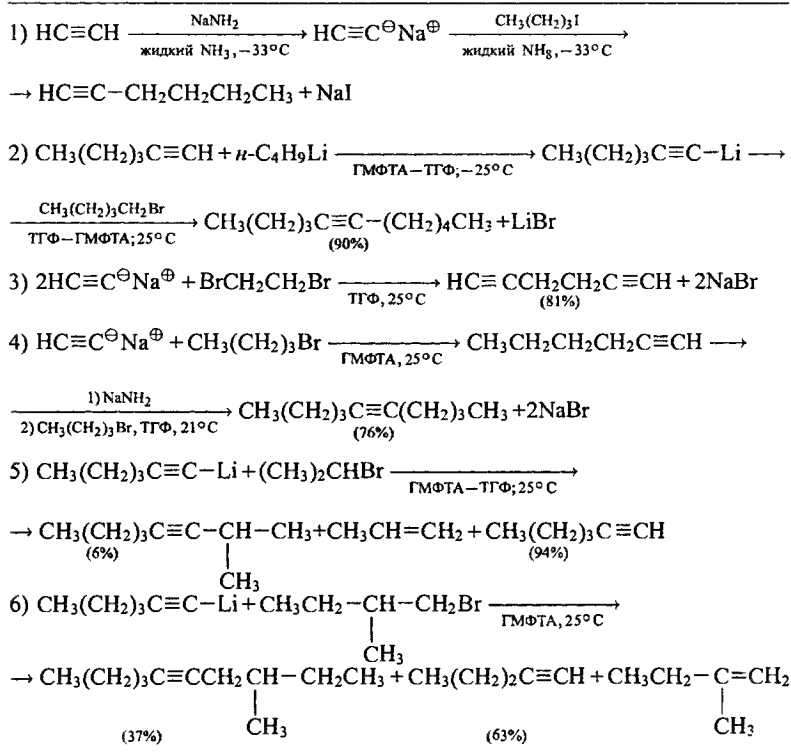 1) HC≡CH —NaNH₂ / жидкий NH₃, −33°C→ HC≡C⊖Na⊕ —CH₃(CH₂)₃I / жидкий NH₈, −33°C→
→ HC≡C−CH₂CH₂CH₂CH₃ + NaI
2) CH₃(CH₂)₃C≡CH + н-C₄H₉Li —ГМФТА−ТГФ; −25°C→ CH₃(CH₂)₃C≡C−Li →
—CH₃(CH₂)₃CH₂Br / ТГФ−ГМФТА; 25°C→ CH₃(CH₂)₃C≡C−(CH₂)₄CH₃ + LiBr
(90%)
3) 2HC≡C⊖Na⊕ + BrCH₂CH₂Br —ТГФ, 25°C→ HC≡CCH₂CH₂C≡CH + 2NaBr
(81%)
4) HC≡C⊖Na⊕ + CH₃(CH₂)₃Br —ГМФТА, 25°C→ CH₃CH₂CH₂CH₂C≡CH →
—1) NaNH₂ / 2) CH₃(CH₂)₃Br, ТГФ, 21°C→ CH₃(CH₂)₃C≡C(CH₂)₃CH₃ + 2NaBr
(76%)
5) CH₃(CH₂)₃C≡C−Li + (CH₃)₂CHBr —ГМФТА−ТГФ; 25°C→
→ CH₃(CH₂)₃C≡C−CH−CH₃ + CH₃CH=CH₂ + CH₃(CH₂)₃C≡CH
(6%) (94%)
CH₃
6) CH₃(CH₂)₃C≡C−Li + CH₃CH₂−CH−CH₂Br —ГМФТА, 25°C→
CH₃
→ CH₃(CH₂)₃C≡CCH₂CH−CH₂CH₃ + CH₃(CH₂)₂C≡CH + CH₃CH₂−C=CH₂
(37%) CH₃ (63%) CH₃